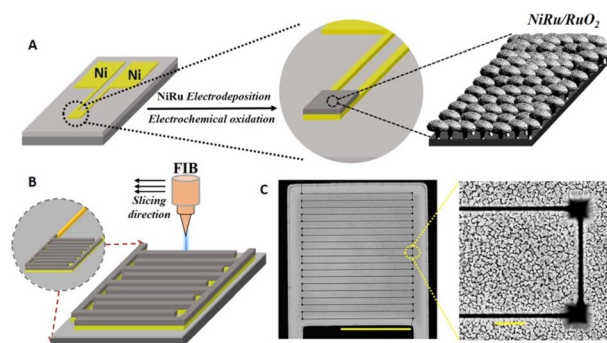 NiRu/RuO2
A
Ni
Ni
NiRu Electrodeposition
Electrochemical oxidation
B
FIB
Slicing
direction
C